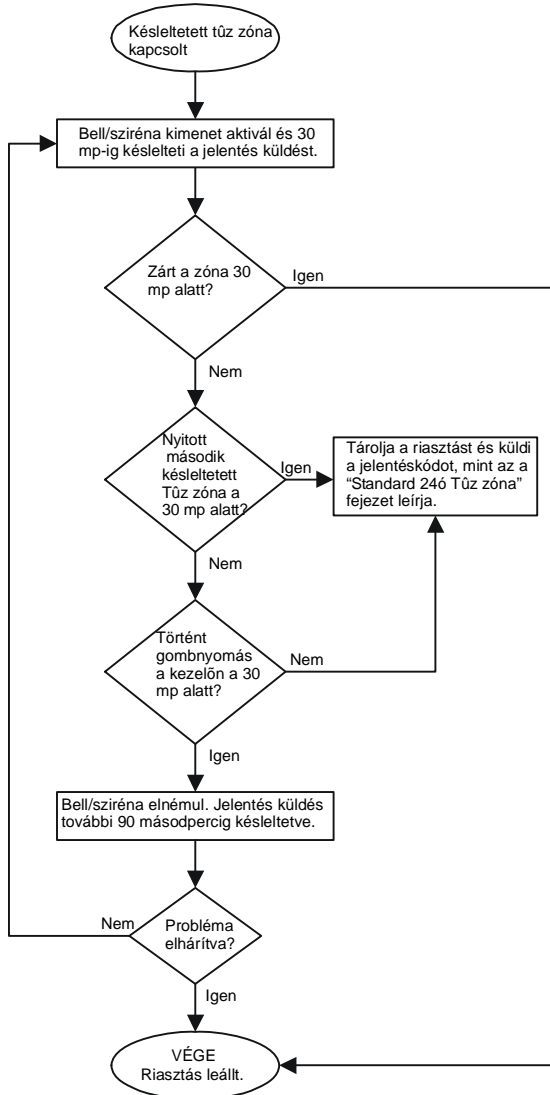 Késleltetett tûz zóna
kapcsolt
Bell/sziréna kimenet aktivál és 30
mp-ig késlelteti a jelentés küldést.
Zárt a zóna 30
mp alatt?
Igen
Nem
Nyitott
második
késleltetett
Tûz zóna a
30 mp alatt?
Igen
Tárolja a riasztást és küldi
a jelentéskódot, mint az a
“Standard 24ó Tûz zóna”
fejezet leírja.
Nem
Történt
gombnyomás
a kezelõn a 30
mp alatt?
Nem
Igen
Bell/sziréna elnémul. Jelentés küldés
további 90 másodpercig késleltetve.
Nem
Probléma
elhárítva?
Igen
VÉGE
Riasztás leállt.